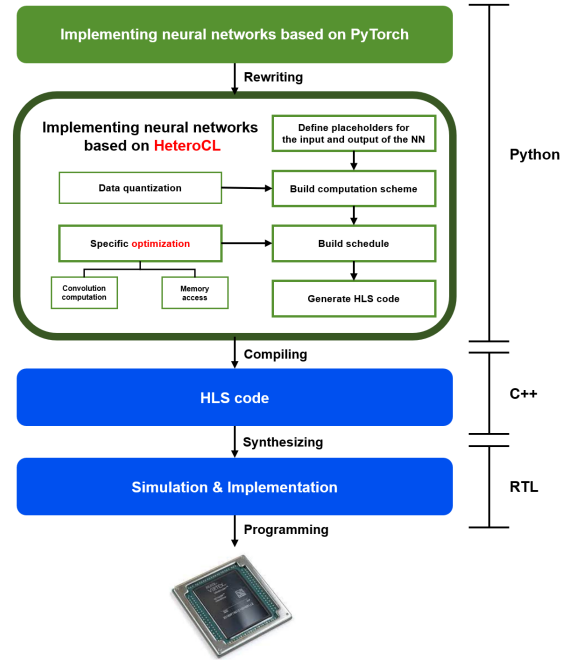 Implementing neural networks based on PyTorch
Rewriting
Implementing neural networks
based on HeteroCL
Define placeholders for
the input and output of the NN
Data quantization
Build computation scheme
Specific optimization
Build schedule
Convolution
computation
Memory
access
Generate HLS code
Compiling
HLS code
Synthesizing
Simulation & Implementation
Programming
Python
C++
RTL